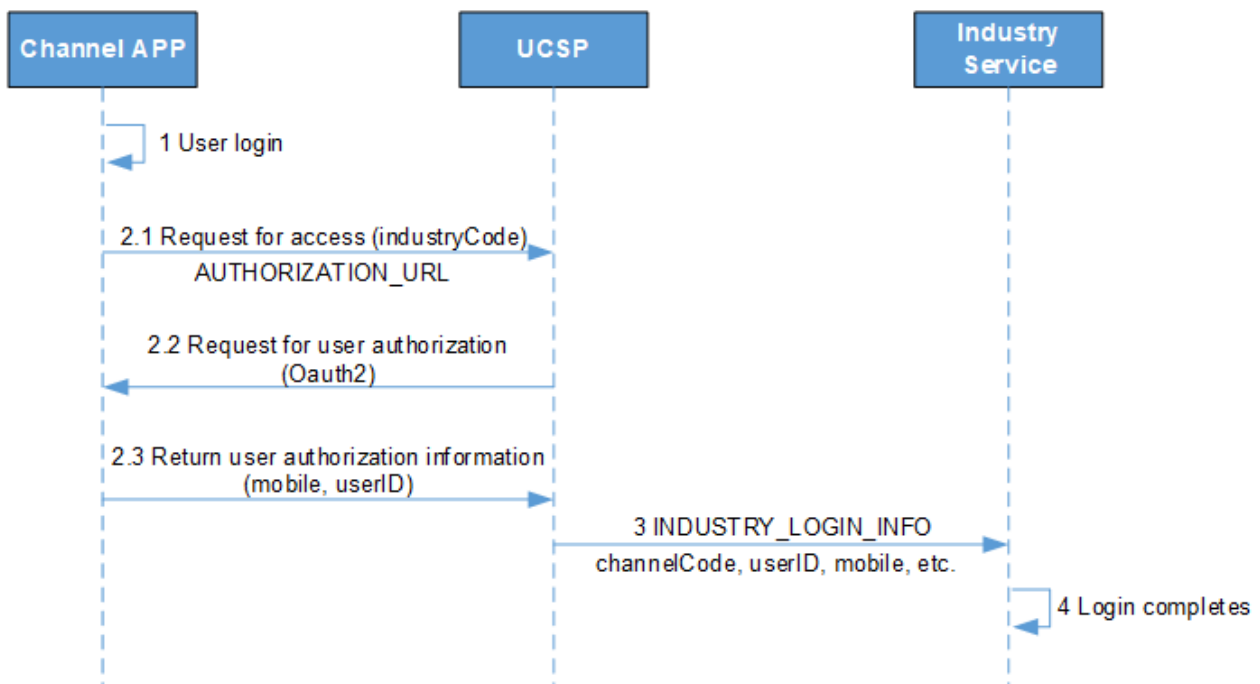 Channel APP
UCSP
Industry
Service
1 User login
2.1 Request for access (industryCode)
AUTHORIZATION_URL
2.2 Request for user authorization
(Oauth2)
2.3 Return user authorization information
(mobile, userID)
3 INDUSTRY_LOGIN_INFO
channelCode, userID, mobile, etc.
4 Login completes